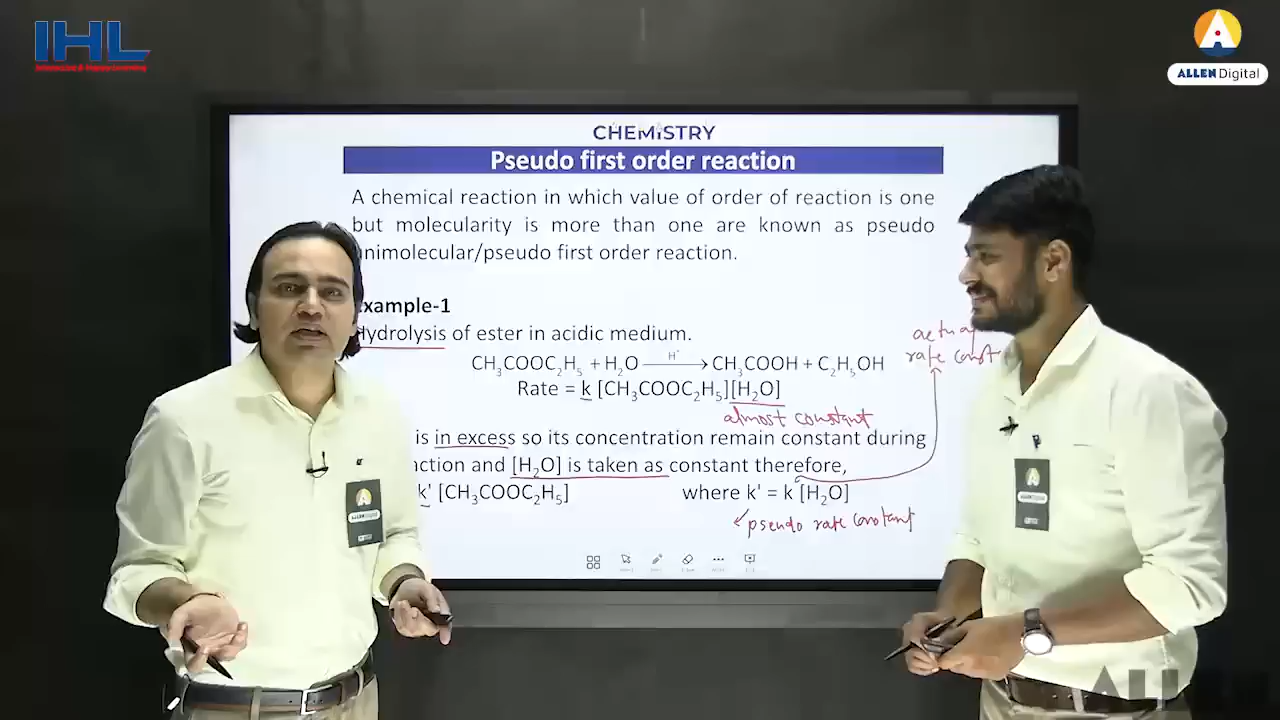 IHL
ALLEN Digital
CHEMISTRY
Pseudo first order reaction
A chemical reaction in which value of order of reaction is one
but molecularity is more than one are known as pseudo
unimolecular/pseudo first order reaction.
Example-1
Hydrolysis of ester in acidic medium.
CH₃COOC₂H₅ + H₂O H⁺ → CH₃COOH + C₂H₅OH
rate const
Rate = k [CH₃COOC₂H₅][H₂O]
almost constant
is in excess so its concentration remain constant during
and [H₂O] is taken as constant therefore,
k' [CH₃COOC₂H₅] where k' = k [H₂O]
pseudo rate constant
ALLEN